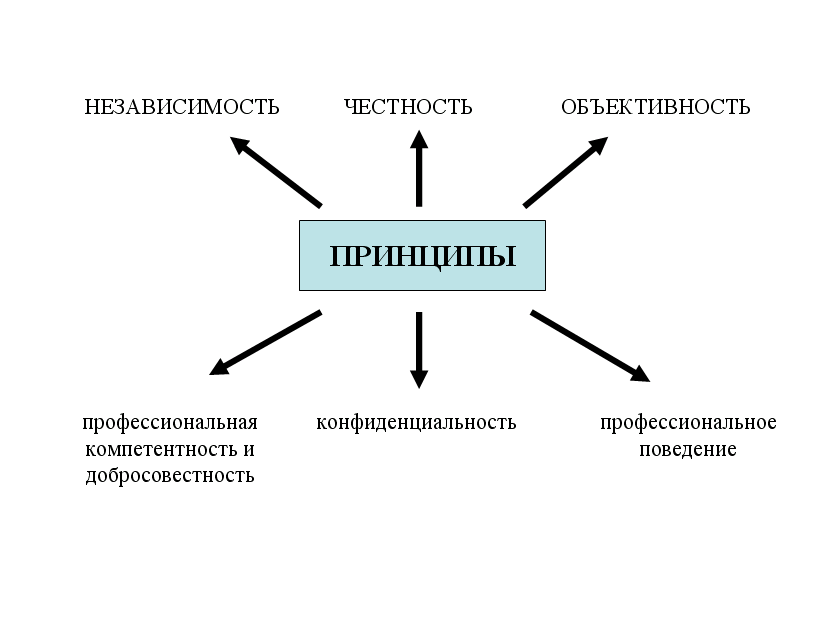 НЕЗАВИСИМОСТЬ
ЧЕСТНОСТЬ
ОБЪЕКТИВНОСТЬ
ПРИНЦИПЫ
профессиональная
компетентность и
добросовестность
конфиденциальность
профессиональное
поведение